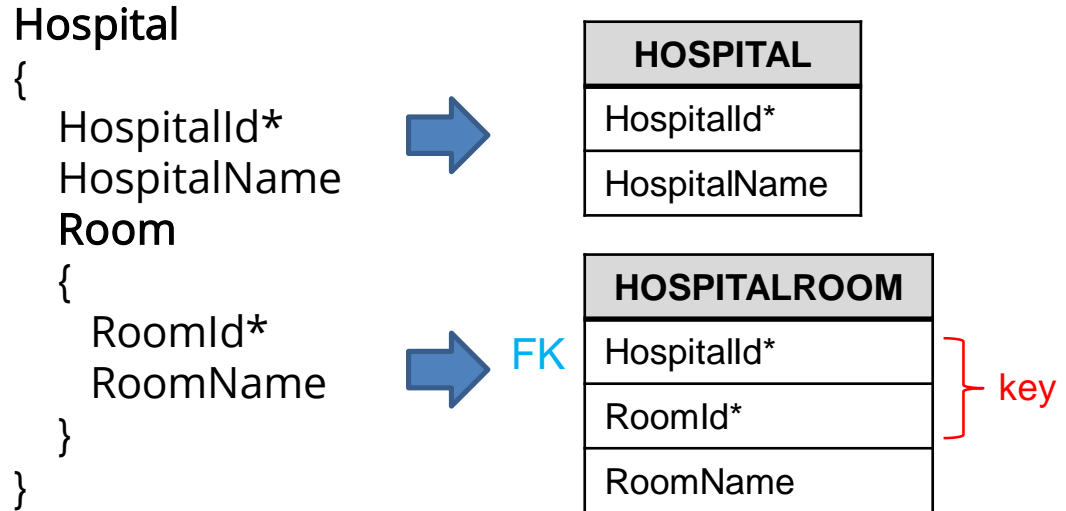 Hospital
{
HospitalId*
HospitalName
Room
{
RoomId*
RoomName
}
}
HOSPITAL
HospitalId*
HospitalName
HOSPITALROOM
FK
HospitalId*
RoomId*
key
RoomName